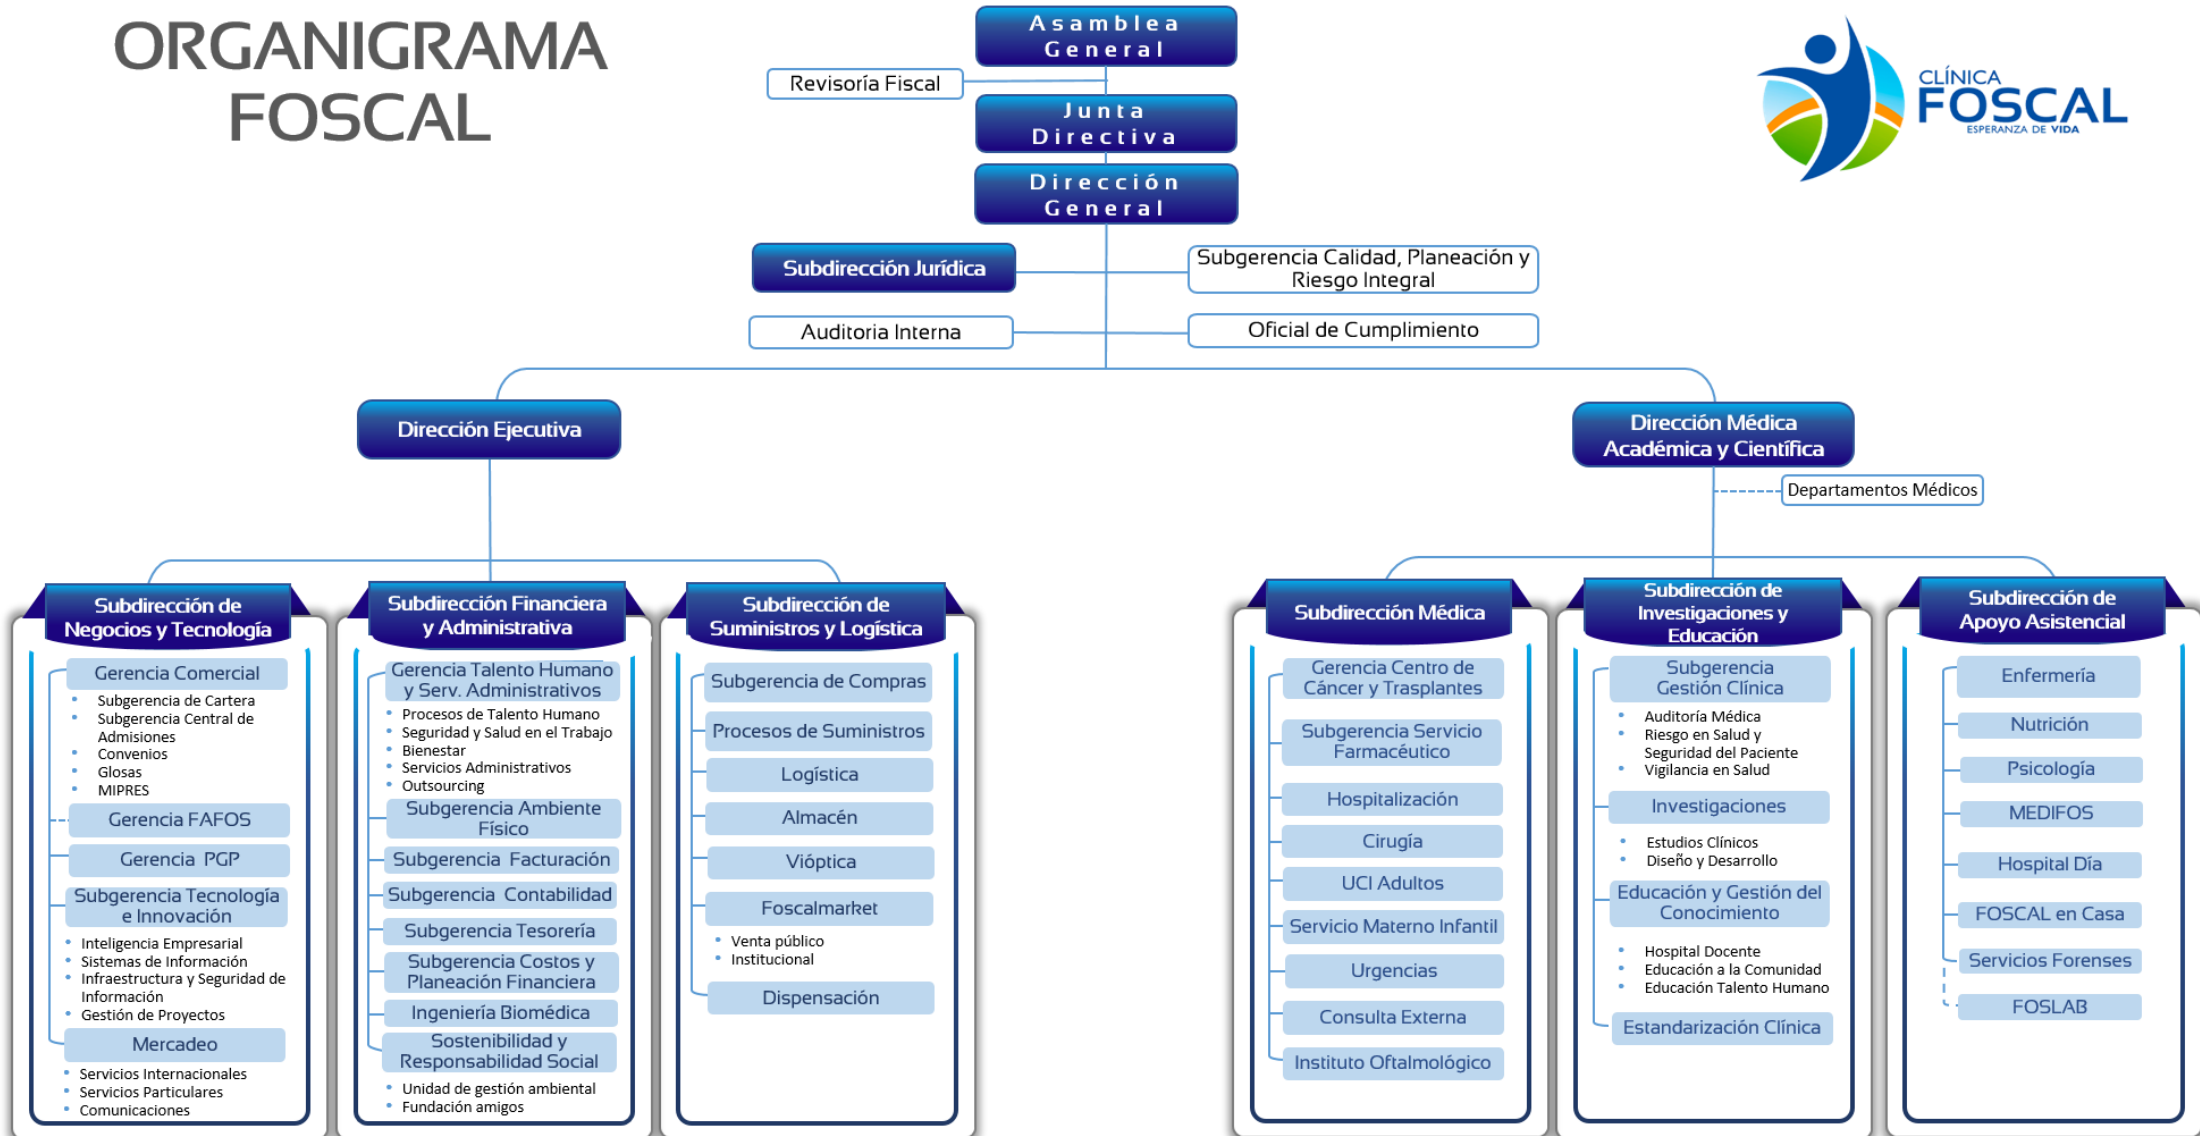 ORGANIGRAMA
FOSCAL
Asamblea
General
Revisoría Fiscal
Junta
Directiva
Dirección
General
CLÍNICA
FOSCAL
ESPERANZA DE VIDA
Subdirección Jurídica
Subgerencia Calidad, Planeación y
Riesgo Integral
Auditoria Interna
Oficial de Cumplimiento
Dirección Ejecutiva
Dirección Médica
Académica y Científica
Departamentos Médicos
Subdirección de
Negocios y Tecnología
Gerencia Comercial
Subgerencia de Cartera
Subgerencia Central de
Admisiones
Convenios
Glosas
MIPRES
Gerencia FAFOS
Gerencia PGP
Subgerencia Tecnología
e Innovación
Inteligencia Empresarial
Sistemas de Información
Infraestructura y Seguridad de
Información
Gestión de Proyectos
Mercadeo
Servicios Internacionales
Servicios Particulares
Comunicaciones
Subdirección Financiera
y Administrativa
Gerencia Talento Humano
y Serv. Administrativos
Procesos de Talento Humano
Seguridad y Salud en el Trabajo
Bienestar
Servicios Administrativos
Outsourcing
Subgerencia Ambiente
Físico
Subgerencia Facturación
Subgerencia Contabilidad
Subgerencia Tesorería
Subgerencia Costos y
Planeación Financiera
Ingeniería Biomédica
Sostenibilidad y
Responsabilidad Social
Unidad de gestión ambiental
Fundación amigos
Subdirección de
Suministros y Logística
Subgerencia de Compras
Procesos de Suministros
Logística
Almacén
Vióptica
Foscalmarket
Venta público
Institucional
Dispensación
Subdirección Médica
Gerencia Centro de
Cáncer y Trasplantes
Subgerencia Servicio
Farmacéutico
Hospitalización
Cirugía
UCI Adultos
Servicio Materno Infantil
Urgencias
Consulta Externa
Instituto Oftalmológico
Subdirección de
Investigaciones y
Educación
Subgerencia
Gestión Clínica
Auditoría Médica
Riesgo en Salud y
Seguridad del Paciente
Vigilancia en Salud
Investigaciones
Estudios Clínicos
Diseño y Desarrollo
Educación y Gestión del
Conocimiento
Hospital Docente
Educación a la Comunidad
Educación Talento Humano
Estandarización Clínica
Subdirección de
Apoyo Asistencial
Enfermería
Nutrición
Psicología
MEDIFOS
Hospital Día
FOSCAL en Casa
Servicios Forenses
FOSLAB